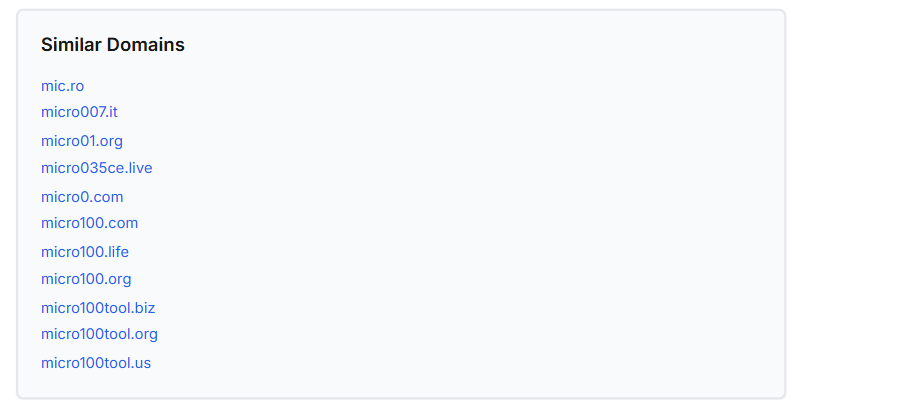 Similar Domains
mic.ro
micro007.it
micro01.org
micro035ce.live
micro0.com
micro100.com
micro100.life
micro100.org
micro100tool.biz
micro100tool.org
micro100tool.us